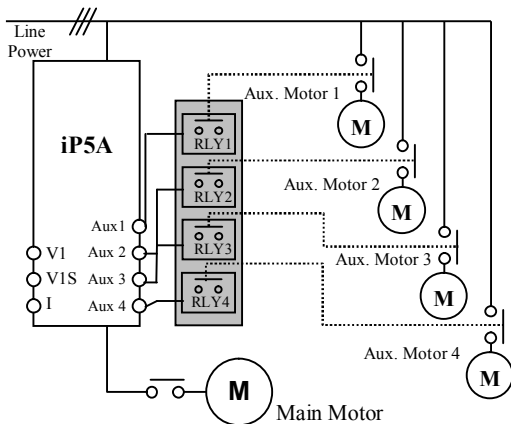 Line
Power
Aux. Motor 1
M
iP5A
RLY1
Aux. Motor 2
M
RLY2
Aux1
V1
Aux 2
RLY3
Aux. Motor 3
V1S
Aux 3
M
I
Aux 4
RLY4
Aux. Motor 4
M
M
Main Motor